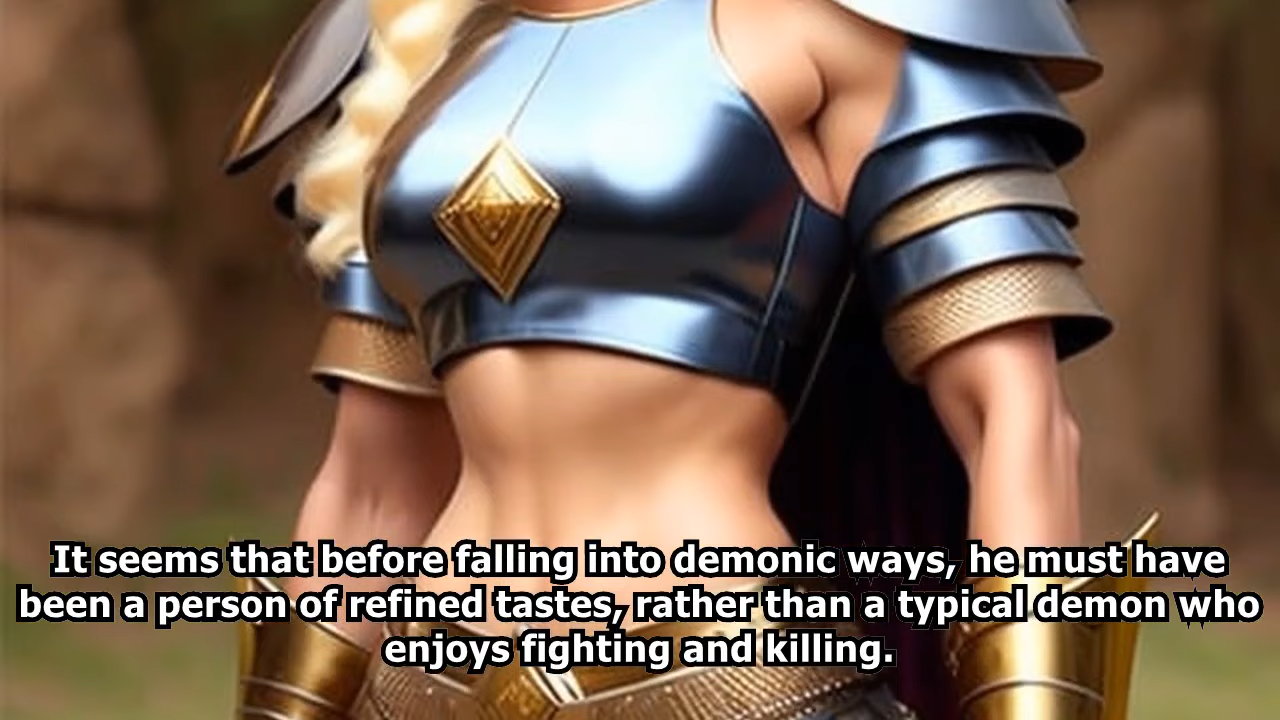 It seems that before falling into demonic ways, he must have
been a person of refined tastes, rather than a typical demon who
enjoys fighting and killing.